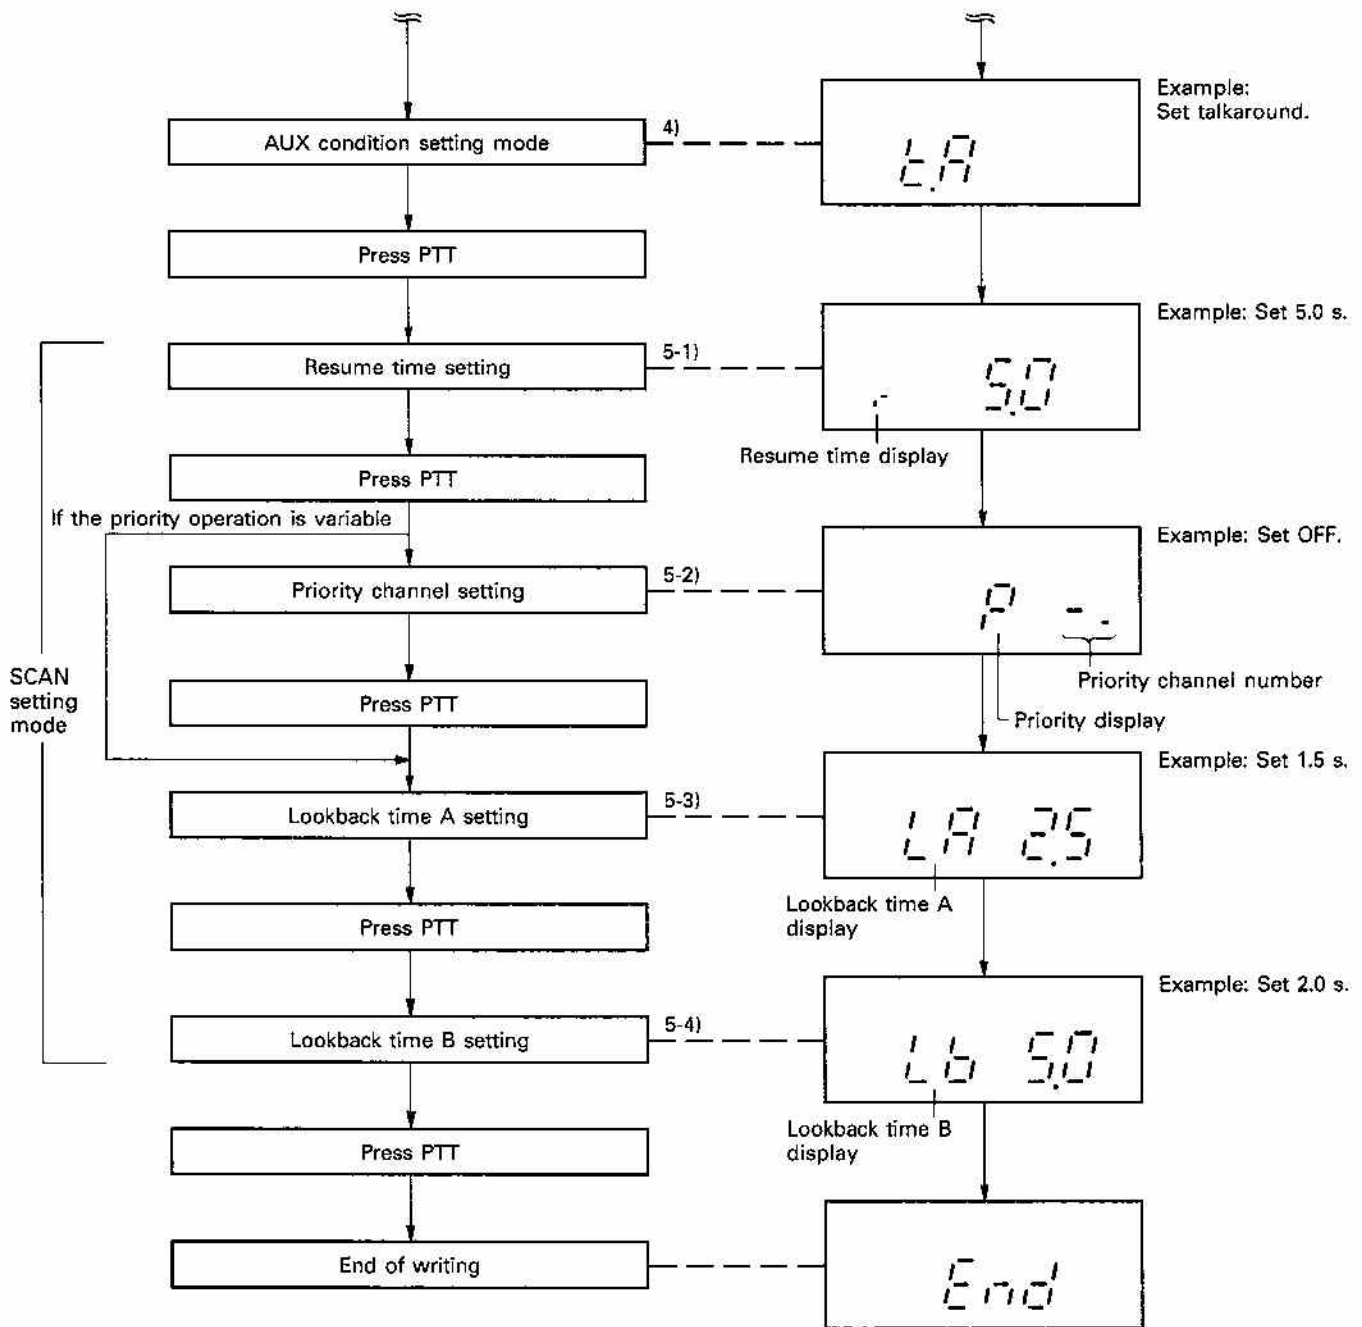 Example:
Set talkaround.
AUX condition setting mode
4)
t.A
Press PTT
Example: Set 5.0 s.
Resume time setting
5-1)
r 5.0
Resume time display
Press PTT
If the priority operation is variable
Example: Set OFF.
Priority channel setting
5-2)
P -.-
Priority channel number
Priority display
SCAN
setting
mode
Press PTT
Example: Set 1.5 s.
Lookback time A setting
5-3)
LA 2.5
Lookback time A
display
Press PTT
Example: Set 2.0 s.
Lookback time B setting
5-4)
Lb 5.0
Lookback time B
display
Press PTT
End of writing
End